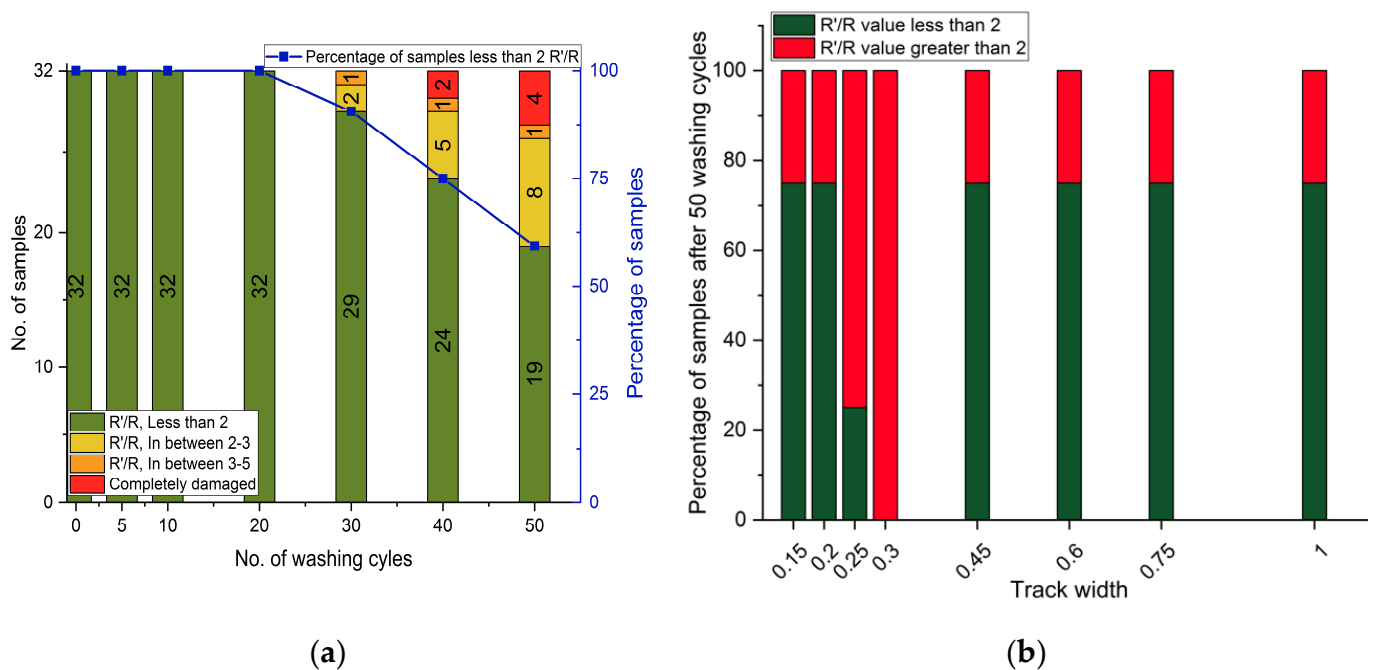 Percentage of samples less than 2 R'/R
32
20
10
0
No. of samples
32
32
32
32
29
2
1
24
5
1
2
19
8
1
4
100
75
50
25
0
Percentage of samples
R'/R, Less than 2
R'/R, In between 2-3
R'/R, In between 3-5
Completely damaged
0 5 10 20 30 40 50
No. of washing cyles
(a)
R'/R value less than 2
R'/R value greater than 2
100
80
60
40
20
0
Percentage of samples after 50 washing cycles
0.15 0.2 0.25 0.3 0.45 0.6 0.75 1
Track width
(b)